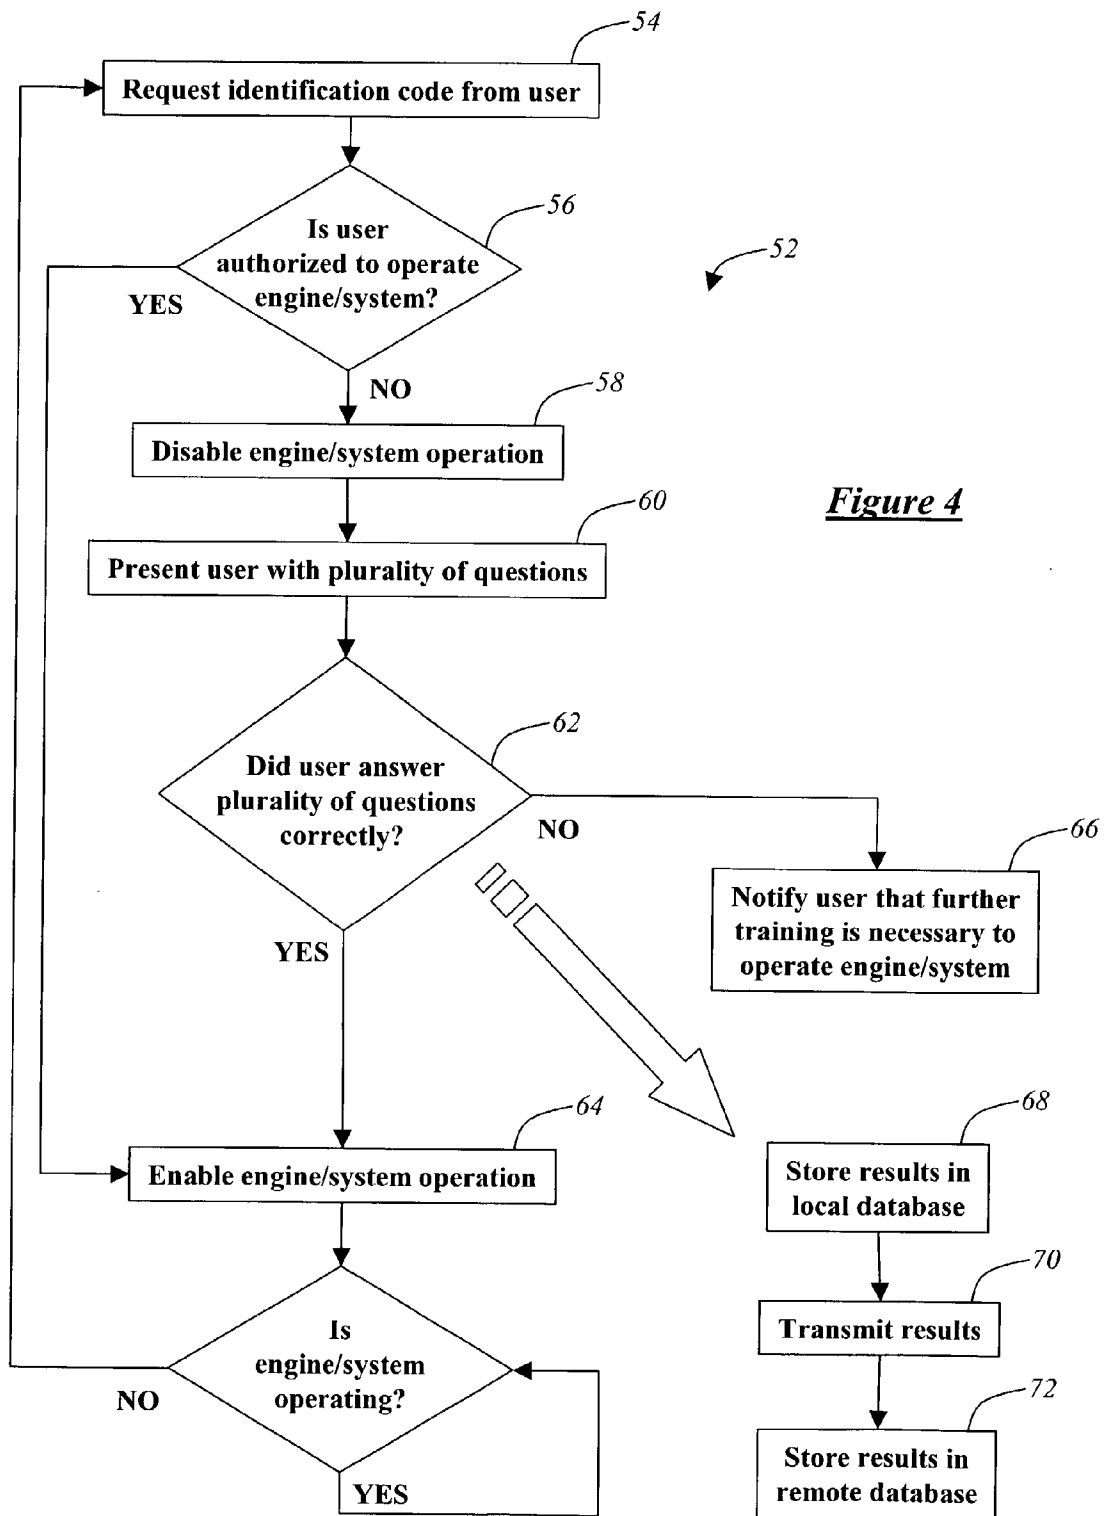 54
Request identification code from user
56
Is user
authorized to operate
engine/system?
52
YES
NO
58
Disable engine/system operation
60
Figure 4
Present user with plurality of questions
62
Did user answer
plurality of questions
correctly?
NO
66
Notify user that further
training is necessary to
operate engine/system
YES
64
Enable engine/system operation
68
Store results in
local database
70
Transmit results
Is
engine/system
operating?
NO
72
YES
Store results in
remote database